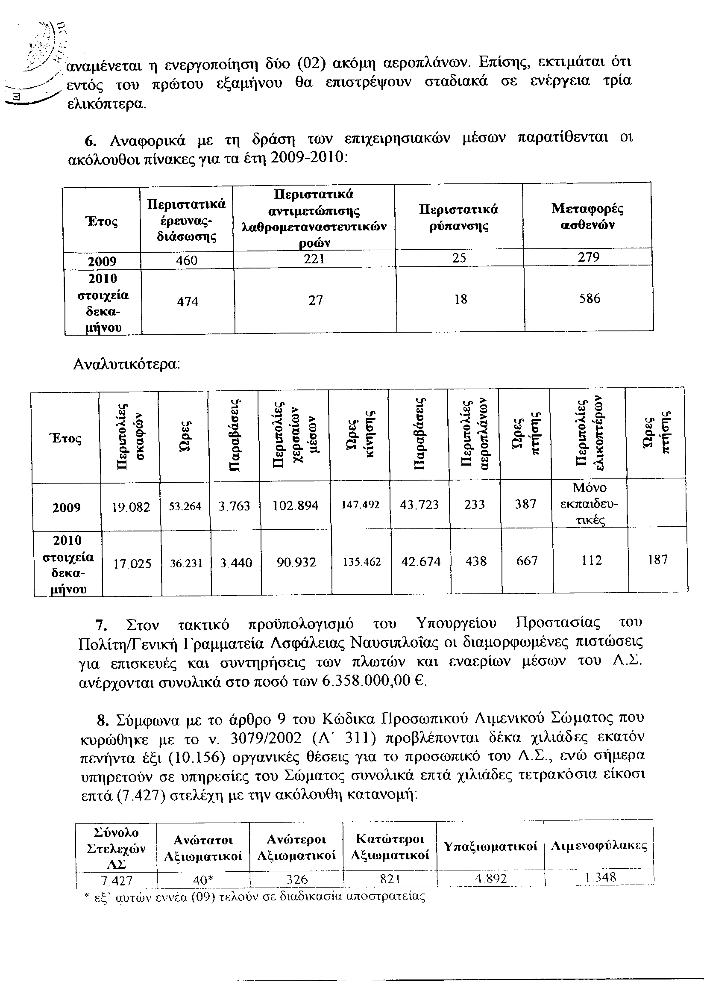 αναμένεται η ενεργοποίηση δύο (02) ακόμη αεροπλάνων. Επίσης, εκτιμάται ότι
εντός του πρώτου εξαμήνου θα επιστρέψουν σταδιακά σε ενέργεια τρία
ελικόπτερα.
6. Αναφορικά με τη δράση των επιχειρησιακών μέσων παρατίθενται οι
ακόλουθοι πίνακες για τα έτη 2009-2010:
Έτος
Περιστατικά
έρευνας-
διάσωσης
Περιστατικά
αντιμετώπισης
λαθρομεταναστευτικών
ροών
Περιστατικά
ρύπανσης
Μεταφορές
ασθενών
2009 460 221 25 279
2010
στοιχεία
δεκα-
μήνου
474 27 18 586
Αναλυτικότερα:
Έτος
Περιπολίες
σκαφών
Ώρες
Παραβάσεις
Περιπολίες
χερσαίων
μέσων
Ώρες
κίνησης
Παραβάσεις
Περιπολίες
αεροπλάνων
Ώρες
πτήσης
Περιπολίες
ελικοπτέρων
Ώρες
πτήσης
2009 19.082 53.264 3.763 102.894 147.492 43.723 233 387
Μόνο
εκπαιδευ-
τικές
2010
στοιχεία
δεκα-
μήνου
17.025 36.231 3.440 90.932 135.462 42.674 438 667 112 187
7. Στον τακτικό προϋπολογισμό του Υπουργείου Προστασίας του
Πολίτη/Γενική Γραμματεία Ασφάλειας Ναυσιπλοΐας οι διαμορφωμένες πιστώσεις
για επισκευές και συντηρήσεις των πλωτών και εναερίων μέσων του Λ.Σ.
ανέρχονται συνολικά στο ποσό των 6.358.000,00 €.
8. Σύμφωνα με το άρθρο 9 του Κώδικα Προσωπικού Λιμενικού Σώματος που
κυρώθηκε με το ν. 3079/2002 (Α΄ 311) προβλέπονται δέκα χιλιάδες εκατόν
πενήντα έξι (10.156) οργανικές θέσεις για το προσωπικό του Λ.Σ., ενώ σήμερα
υπηρετούν σε υπηρεσίες του Σώματος συνολικά επτά χιλιάδες τετρακόσια είκοσι
επτά (7.427) στελέχη με την ακόλουθη κατανομή:
Σύνολο
Στελεχών
ΛΣ
Ανώτατοι
Αξιωματικοί
Ανώτεροι
Αξιωματικοί
Κατώτεροι
Αξιωματικοί
Υπαξιωματικοί
Λιμενοφύλακες
7.427 40* 326 821 4.892 1.348
* εξ’ αυτών εννέα (09) τελούν σε διαδικασία αποστρατείας